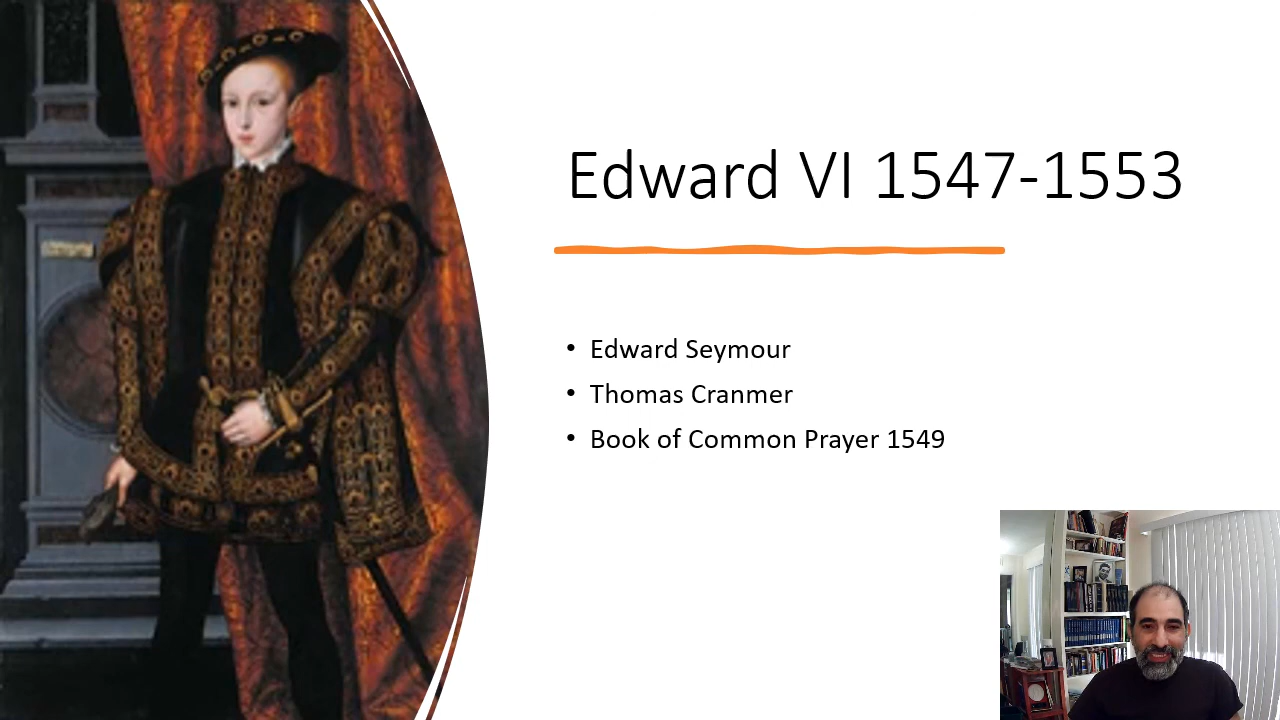 Edward VI 1547-1553
• Edward Seymour
• Thomas Cranmer
• Book of Common Prayer 1549